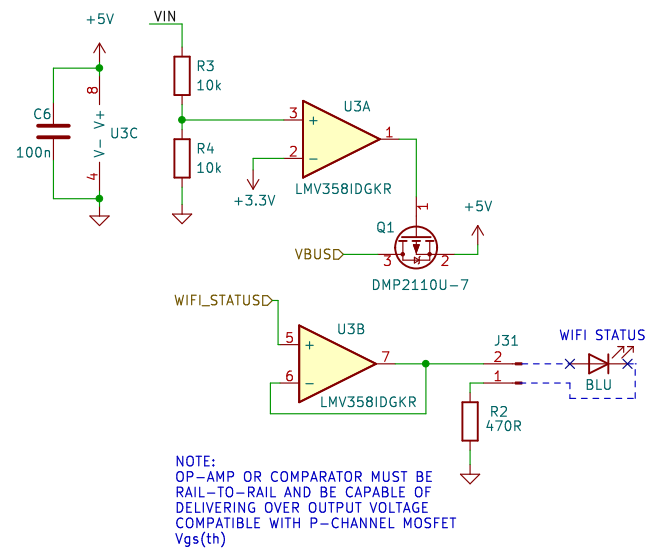 +5V
VIN
R3
10k
8
V+
U3C
V-
4
C6
100n
R4
10k
U3A
3
+
2
-
1
LMV358IDGKR
+3.3V
1
+5V
Q1
VBUS
3
2
DMP2110U-7
WIFI_STATUS
U3B
5
+
6
-
7
LMV358IDGKR
J31
2
1
WIFI STATUS
BLU
R2
470R
NOTE:
OP-AMP OR COMPARATOR MUST BE
RAIL-TO-RAIL AND BE CAPABLE OF
DELIVERING OVER OUTPUT VOLTAGE
COMPATIBLE WITH P-CHANNEL MOSFET
Vgs(th)